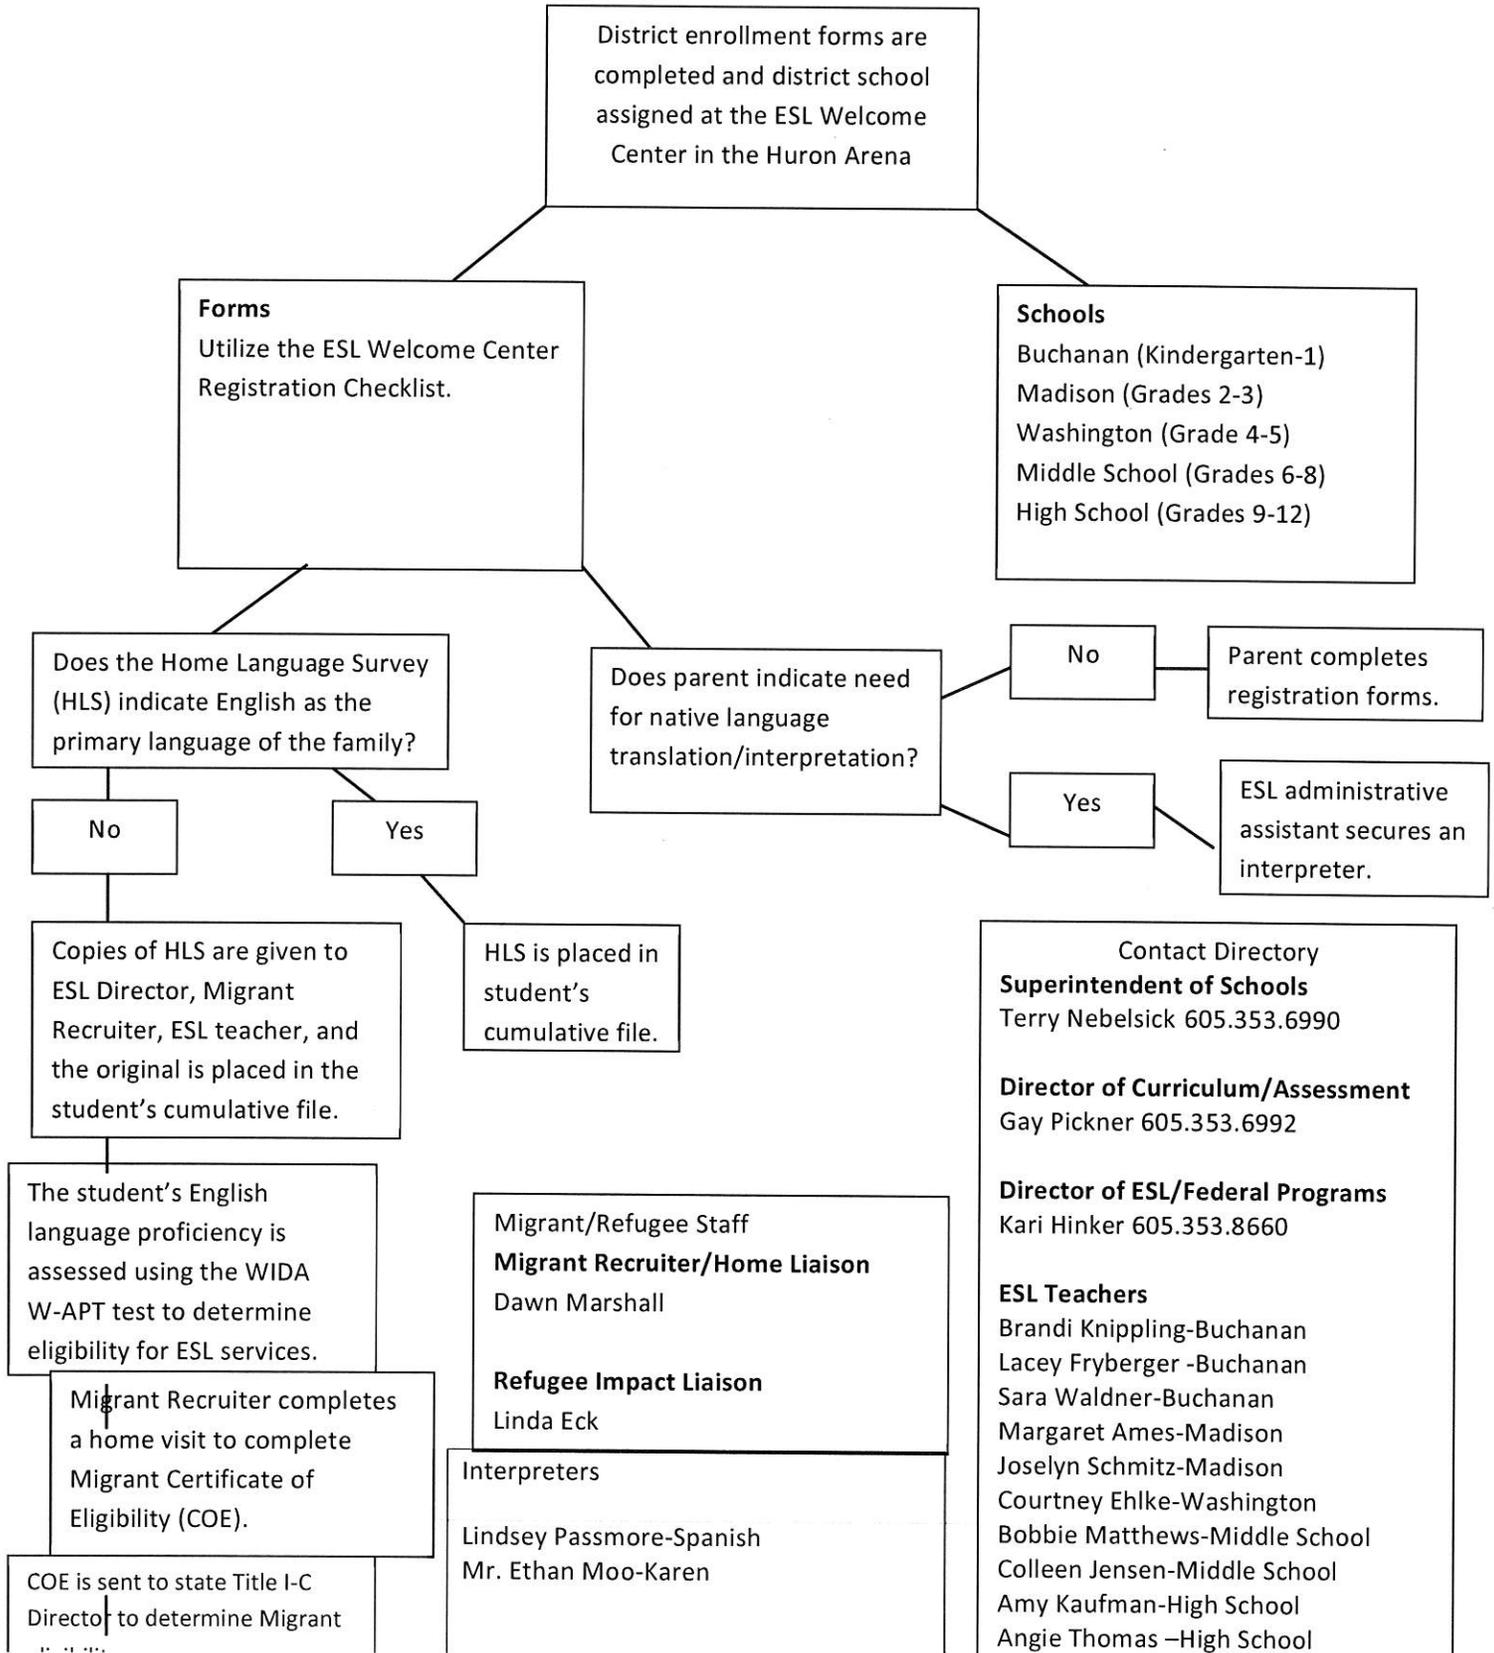 District enrollment forms are
completed and district school
assigned at the ESL Welcome
Center in the Huron Arena
Forms
Utilize the ESL Welcome Center
Registration Checklist.
Schools
Buchanan (Kindergarten-1)
Madison (Grades 2-3)
Washington (Grade 4-5)
Middle School (Grades 6-8)
High School (Grades 9-12)
Does the Home Language Survey
(HLS) indicate English as the
primary language of the family?
Does parent indicate need
for native language
translation/interpretation?
No
Parent completes
registration forms.
Yes
ESL administrative
assistant secures an
interpreter.
No
Yes
Copies of HLS are given to
ESL Director, Migrant
Recruiter, ESL teacher, and
the original is placed in the
student’s cumulative file.
HLS is placed in
student’s
cumulative file.
The student’s English
language proficiency is
assessed using the WIDA
W-APT test to determine
eligibility for ESL services.
Migrant Recruiter completes
a home visit to complete
Migrant Certificate of
Eligibility (COE).
COE is sent to state Title I-C
Director to determine Migrant
Migrant/Refugee Staff
Migrant Recruiter/Home Liaison
Dawn Marshall
Refugee Impact Liaison
Linda Eck
Interpreters
Lindsey Passmore-Spanish
Mr. Ethan Moo-Karen
Contact Directory
Superintendent of Schools
Terry Nebelsick 605.353.6990
Director of Curriculum/Assessment
Gay Pickner 605.353.6992
Director of ESL/Federal Programs
Kari Hinker 605.353.8660
ESL Teachers
Brandi Knippling-Buchanan
Lacey Fryberger -Buchanan
Sara Waldner-Buchanan
Margaret Ames-Madison
Joselyn Schmitz-Madison
Courtney Ehlke-Washington
Bobbie Matthews-Middle School
Colleen Jensen-Middle School
Amy Kaufman-High School
Angie Thomas –High School